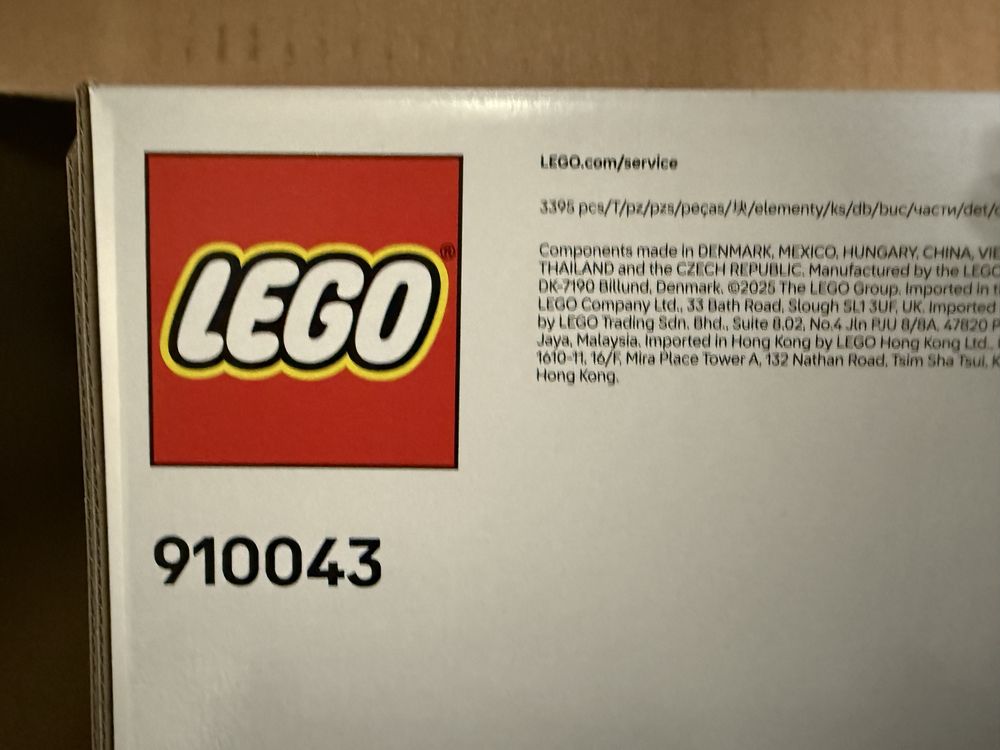 LEGO®
910043
LEGO.com/service
3395 pcs/T/pz/pzs/peças/块/elementy/ks/db/buc/части/det/
Components made in DENMARK, MEXICO, HUNGARY, CHINA,
THAILAND and the CZECH REPUBLIC. Manufactured by the LEGO
DK-7190 Billund, Denmark. ©2025 The LEGO Group. Imported in
LEGO Company Ltd., 33 Bath Road, Slough SL1 3UF, UK. Imported
by LEGO Trading Sdn. Bhd., Suite 8.02, No.4 Jln PJU 8/8A, 47820
Jaya, Malaysia. Imported in Hong Kong by LEGO Hong Kong Ltd.,
1610-11, 16/F, Mira Place Tower A, 132 Nathan Road, Tsim Sha Tsui,
Hong Kong.